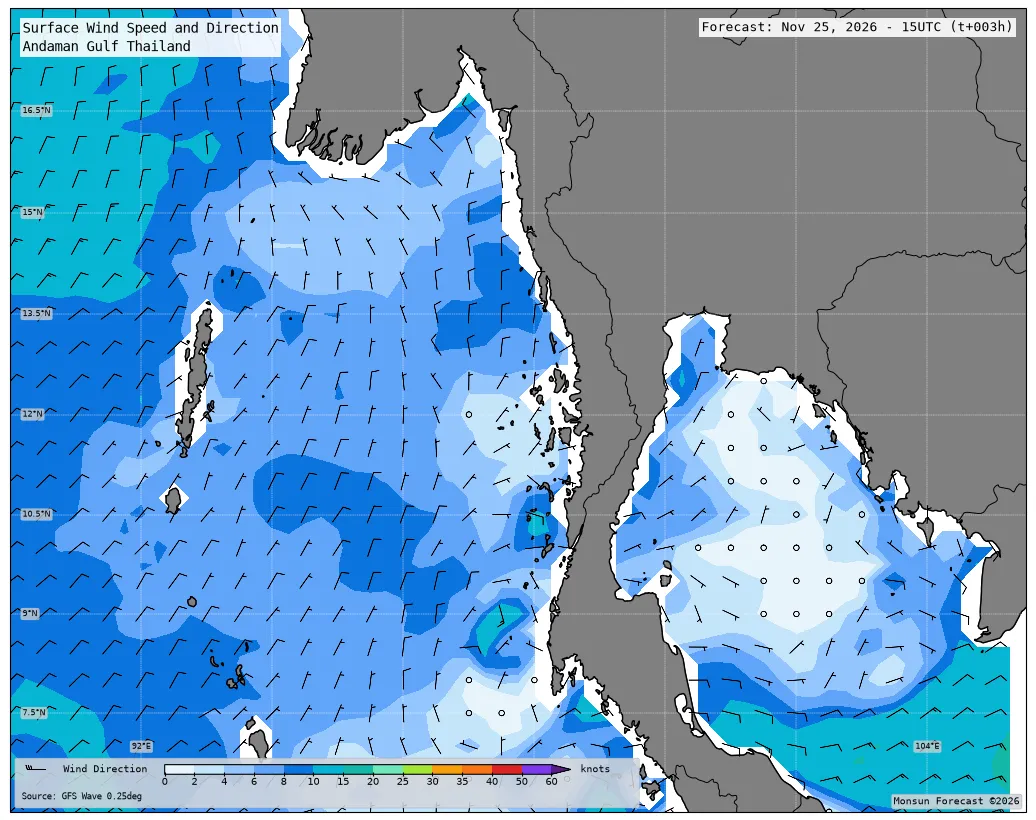 Surface Wind Speed and Direction
Andaman Gulf Thailand
Forecast: Nov 25, 2026 - 15UTC (t+003h)
16.5°N
15°N
13.5°N
12°N
10.5°N
9°N
7.5°N
92°E
104°E
Wind Direction
knots
0 2 4 6 8 10 15 20 25 30 35 40 50 60
Source: GFS Wave 0.25deg
Monsun Forecast ©2026